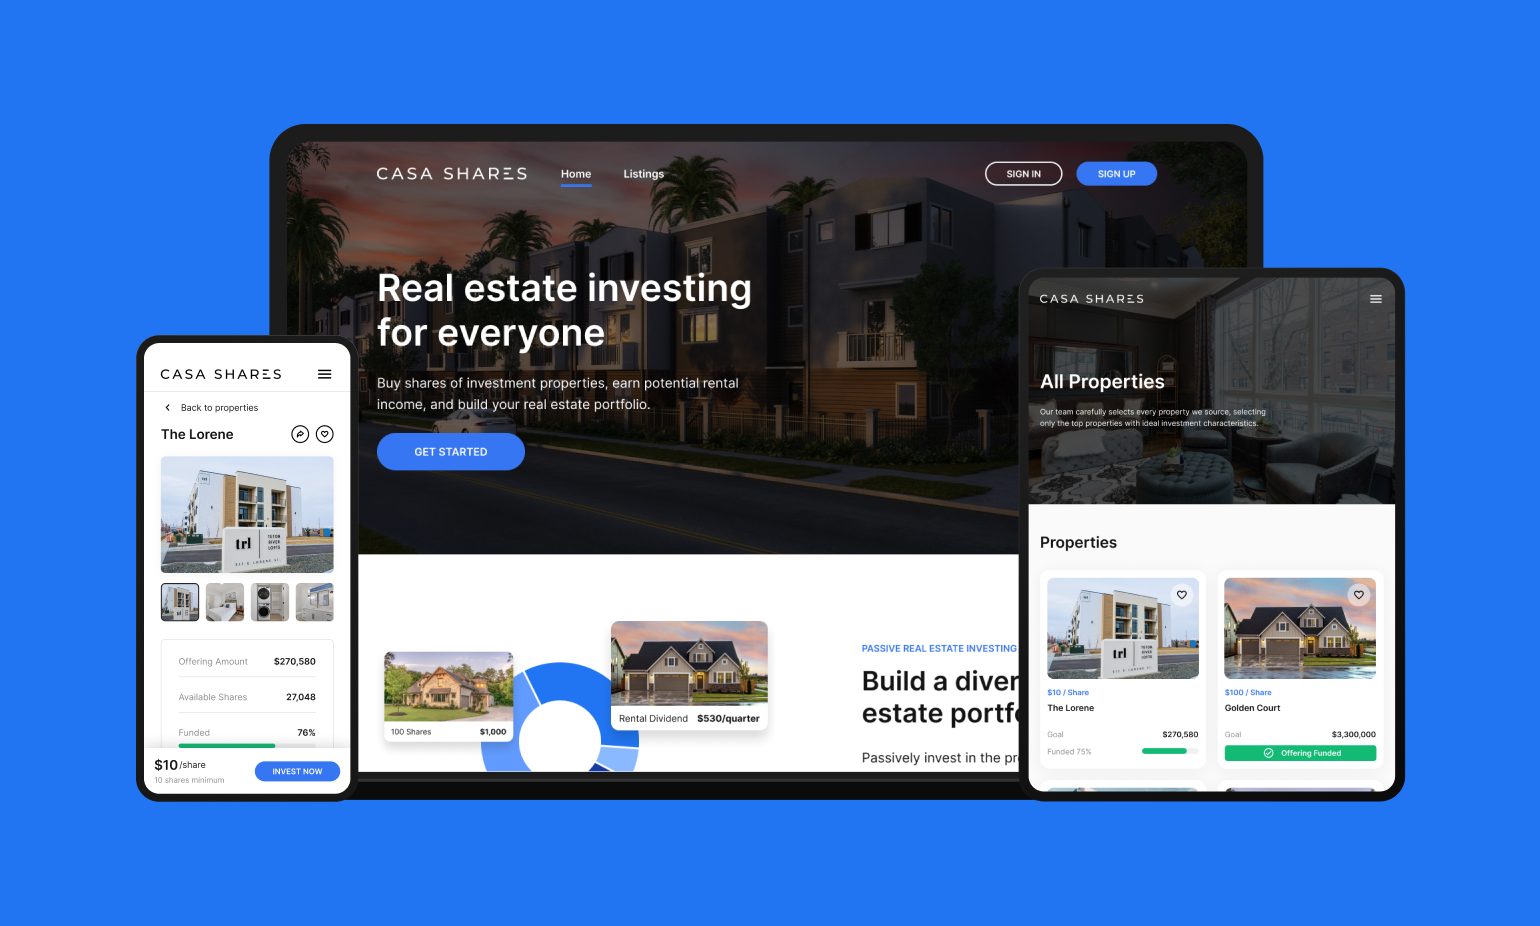 CASA SHARES
Home
Listings
SIGN IN
SIGN UP
Real estate investing
for everyone
Buy shares of investment properties, earn potential rental
income, and build your real estate portfolio.
GET STARTED
100 Shares
$1,000
Rental Dividend
$530/quarter
PASSIVE REAL ESTATE INVESTING
Build a diver
estate portfo
Passively invest in the pr
CASA SHARES
Back to properties
The Lorene
trl
TETON
RIVER
LOFTS
Offering Amount
$270,580
Available Shares
27,048
Funded
76%
$10/share
10 shares minimum
INVEST NOW
CASA SHARES
All Properties
Our team carefully selects every property we source, selecting
only the top properties with ideal investment characteristics.
Properties
trl
$10 / Share
The Lorene
Goal
$270,580
Funded 75%
$100 / Share
Golden Court
Goal
$3,300,000
Offering Funded